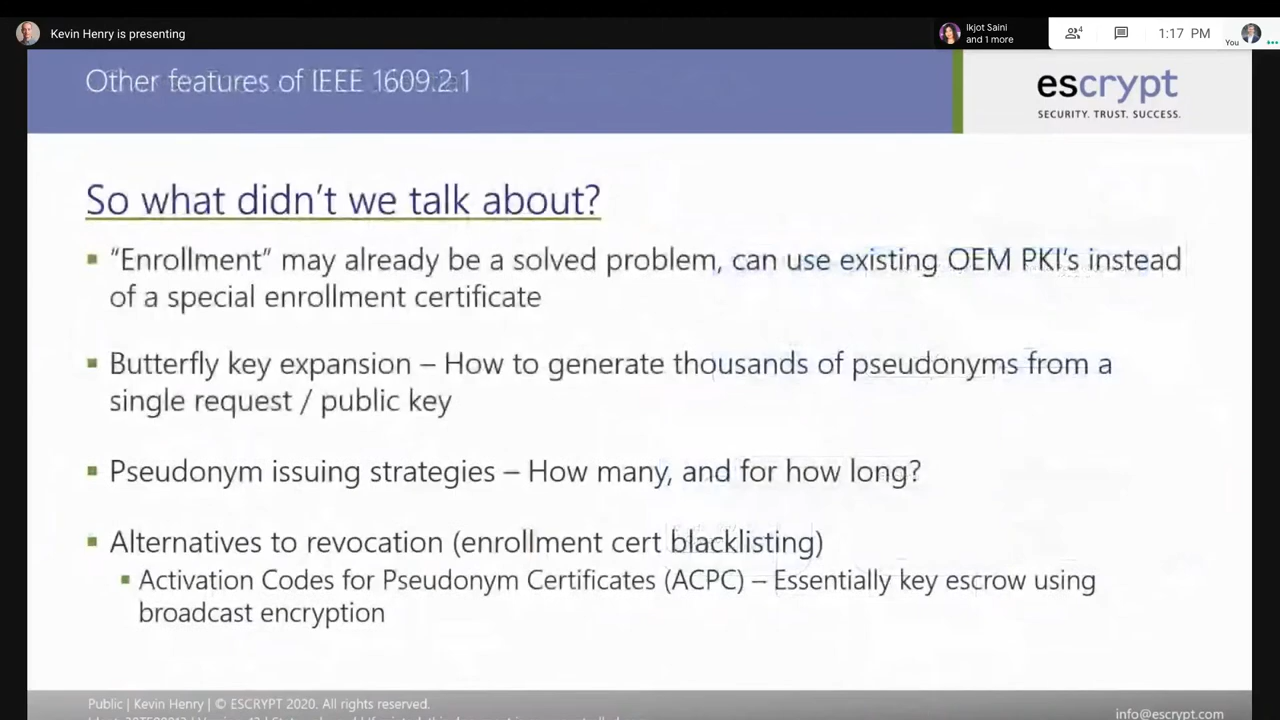 Kevin Henry is presenting
Ikjot Saini
and 1 more
4
1:17 PM
You
Other features of IEEE 1609.2.1
escrypt
SECURITY. TRUST. SUCCESS.
So what didn't we talk about?
▪ “Enrollment” may already be a solved problem, can use existing OEM PKI's instead
of a special enrollment certificate
▪ Butterfly key expansion – How to generate thousands of pseudonyms from a
single request / public key
▪ Pseudonym issuing strategies – How many, and for how long?
▪ Alternatives to revocation (enrollment cert blacklisting)
▪ Activation Codes for Pseudonym Certificates (ACPC) – Essentially key escrow using
broadcast encryption
Public | Kevin Henry | © ESCRYPT 2020. All rights reserved.
info@escrypt.com